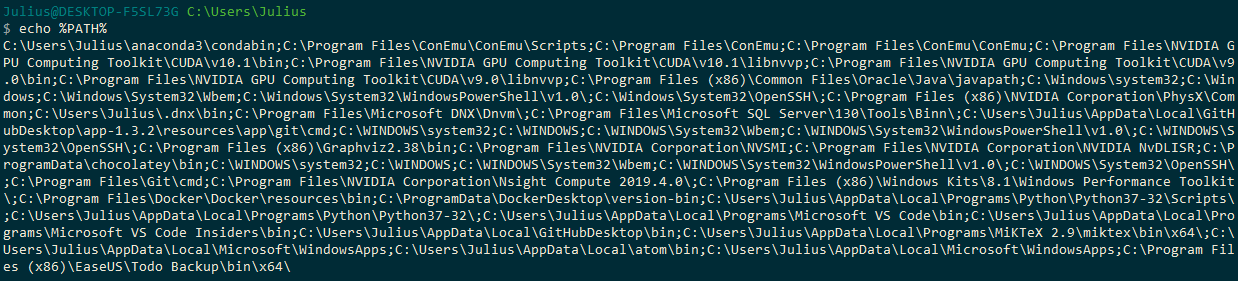 Julius@DESKTOP-F5SL73G C:\Users\Julius
$ echo %PATH%
C:\Users\Julius\anaconda3\condabin;C:\Program Files\ConEmu\ConEmu\Scripts;C:\Program Files\ConEmu;C:\Program Files\ConEmu\ConEmu;C:\Program Files\NVIDIA G
PU Computing Toolkit\CUDA\v10.1\bin;C:\Program Files\NVIDIA GPU Computing Toolkit\CUDA\v10.1\libnvvp;C:\Program Files\NVIDIA GPU Computing Toolkit\CUDA\v9
.0\bin;C:\Program Files\NVIDIA GPU Computing Toolkit\CUDA\v9.0\libnvvp;C:\Program Files (x86)\Common Files\Oracle\Java\javapath;C:\Windows\system32;C:\Win
dows;C:\Windows\System32\Wbem;C:\Windows\System32\WindowsPowerShell\v1.0\;C:\Windows\System32\OpenSSH\;C:\Program Files (x86)\NVIDIA Corporation\PhysX\Com
mon;C:\Users\Julius\.dnx\bin;C:\Program Files\Microsoft DNX\Dnvm\;C:\Program Files\Microsoft SQL Server\130\Tools\Binn\;C:\Users\Julius\AppData\Local\GitH
ubDesktop\app-1.3.2\resources\app\git\cmd;C:\WINDOWS\system32;C:\WINDOWS;C:\WINDOWS\System32\Wbem;C:\WINDOWS\System32\WindowsPowerShell\v1.0\;C:\WINDOWS\S
ystem32\OpenSSH\;C:\Program Files (x86)\Graphviz2.38\bin;C:\Program Files\NVIDIA Corporation\NVSMI;C:\Program Files\NVIDIA Corporation\NVIDIA NvDLISR;C:\P
rogramData\chocolatey\bin;C:\WINDOWS\system32;C:\WINDOWS;C:\WINDOWS\System32\Wbem;C:\WINDOWS\System32\WindowsPowerShell\v1.0\;C:\WINDOWS\System32\OpenSSH\
;C:\Program Files\Git\cmd;C:\Program Files\NVIDIA Corporation\Nsight Compute 2019.4.0\;C:\Program Files (x86)\Windows Kits\8.1\Windows Performance Toolkit
\;C:\Program Files\Docker\Docker\resources\bin;C:\ProgramData\DockerDesktop\version-bin;C:\Users\Julius\AppData\Local\Programs\Python\Python37-32\Scripts\
;C:\Users\Julius\AppData\Local\Programs\Python\Python37-32\;C:\Users\Julius\AppData\Local\Programs\Microsoft VS Code\bin;C:\Users\Julius\AppData\Local\Pro
grams\Microsoft VS Code Insiders\bin;C:\Users\Julius\AppData\Local\GitHubDesktop\bin;C:\Users\Julius\AppData\Local\Programs\MiKTeX 2.9\miktex\bin\x64\;C:\
Users\Julius\AppData\Local\Microsoft\WindowsApps;C:\Users\Julius\AppData\Local\atom\bin;C:\Users\Julius\AppData\Local\Microsoft\WindowsApps;C:\Program Fil
es (x86)\EaseUS\Todo Backup\bin\x64\